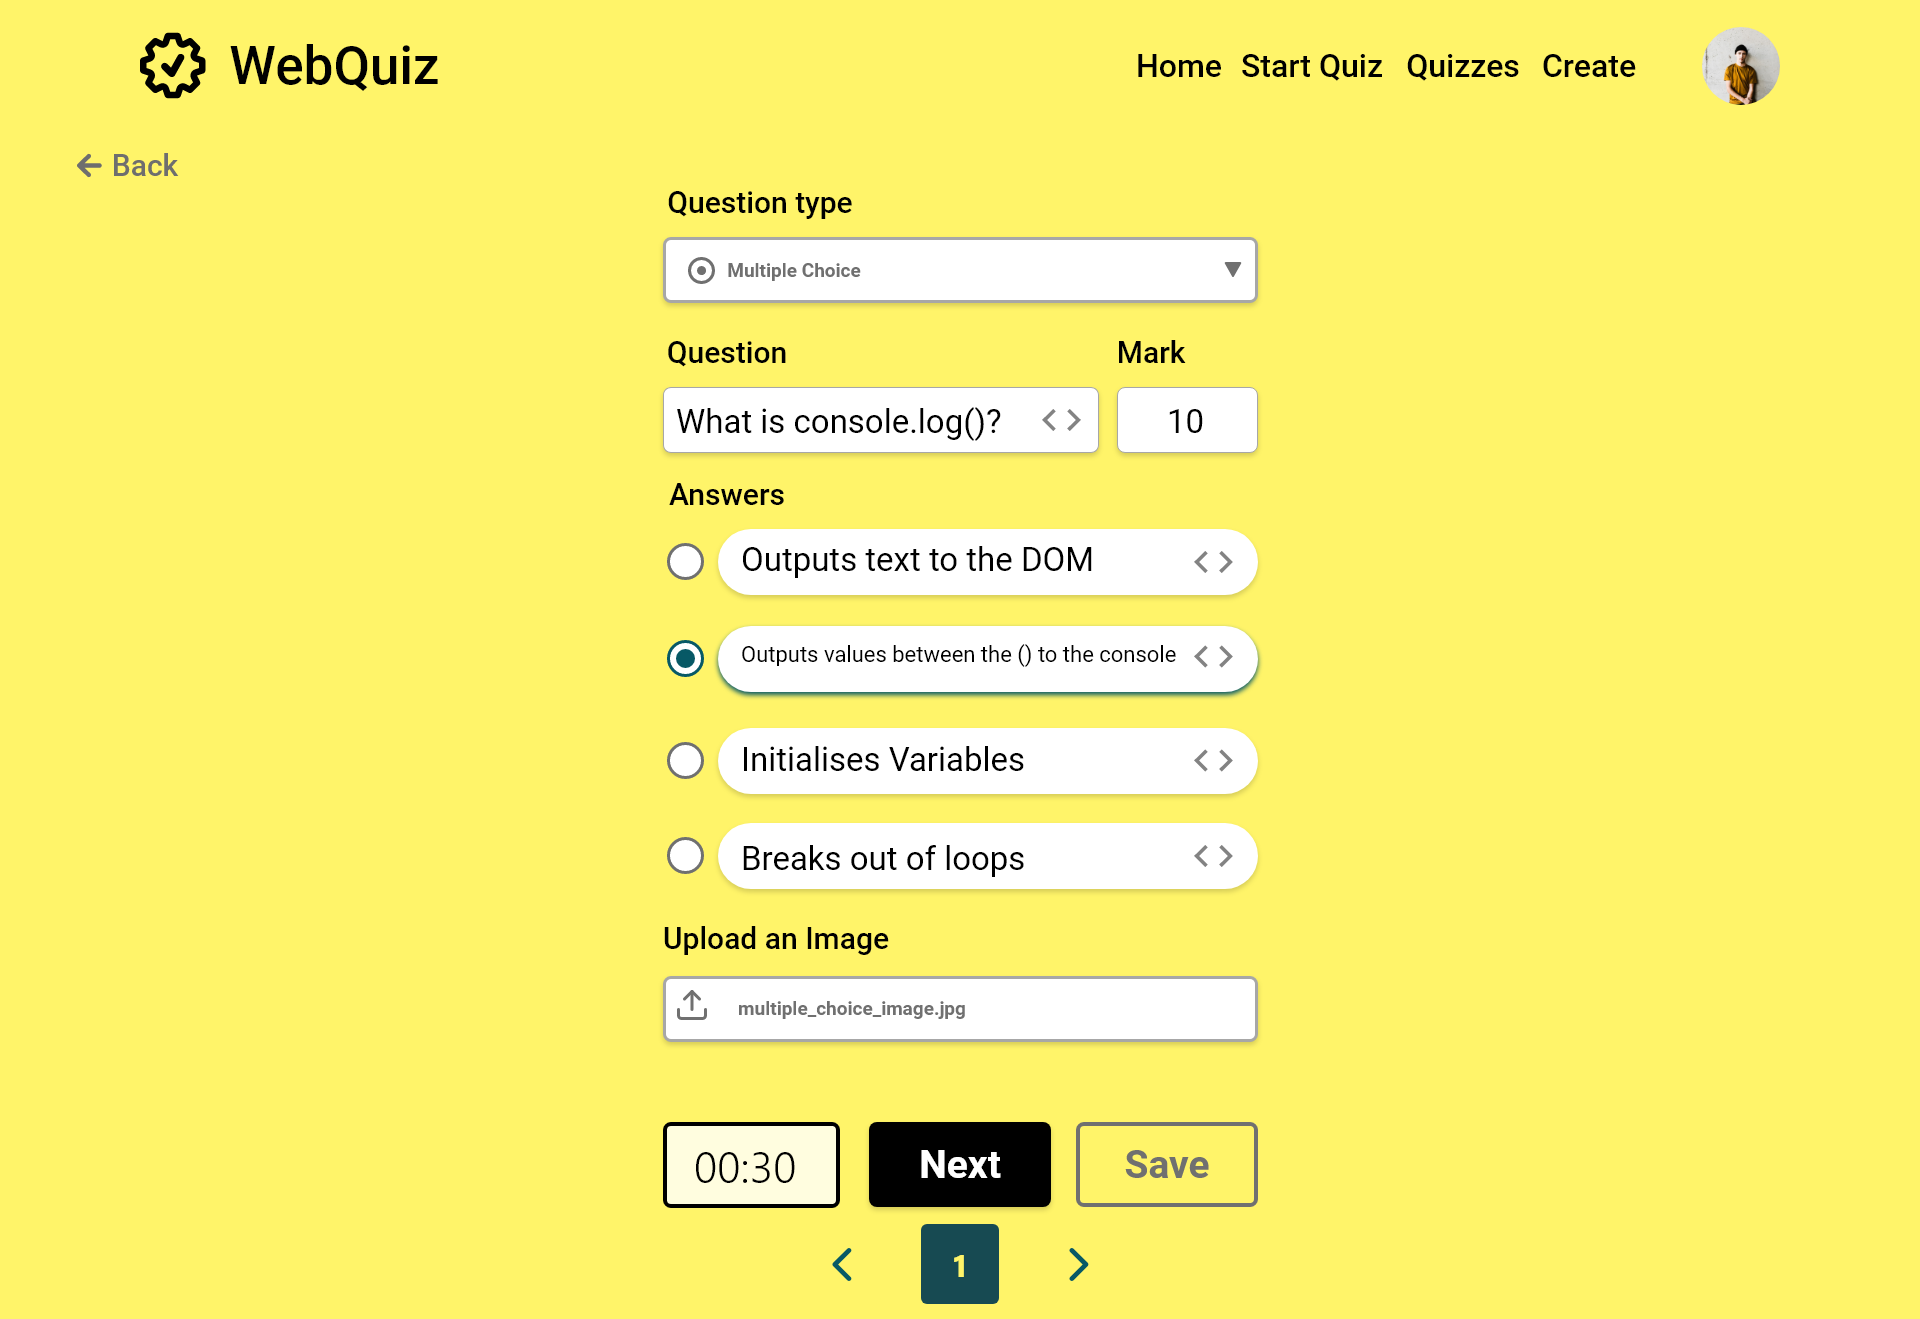 WebQuiz
Home Start Quiz Quizzes Create
Back
Question type
Multiple Choice
Question Mark
What is console.log()? 10
Answers
Outputs text to the DOM
Outputs values between the () to the console
Initialises Variables
Breaks out of loops
Upload an Image
multiple_choice_image.jpg
00:30 Next Save
1